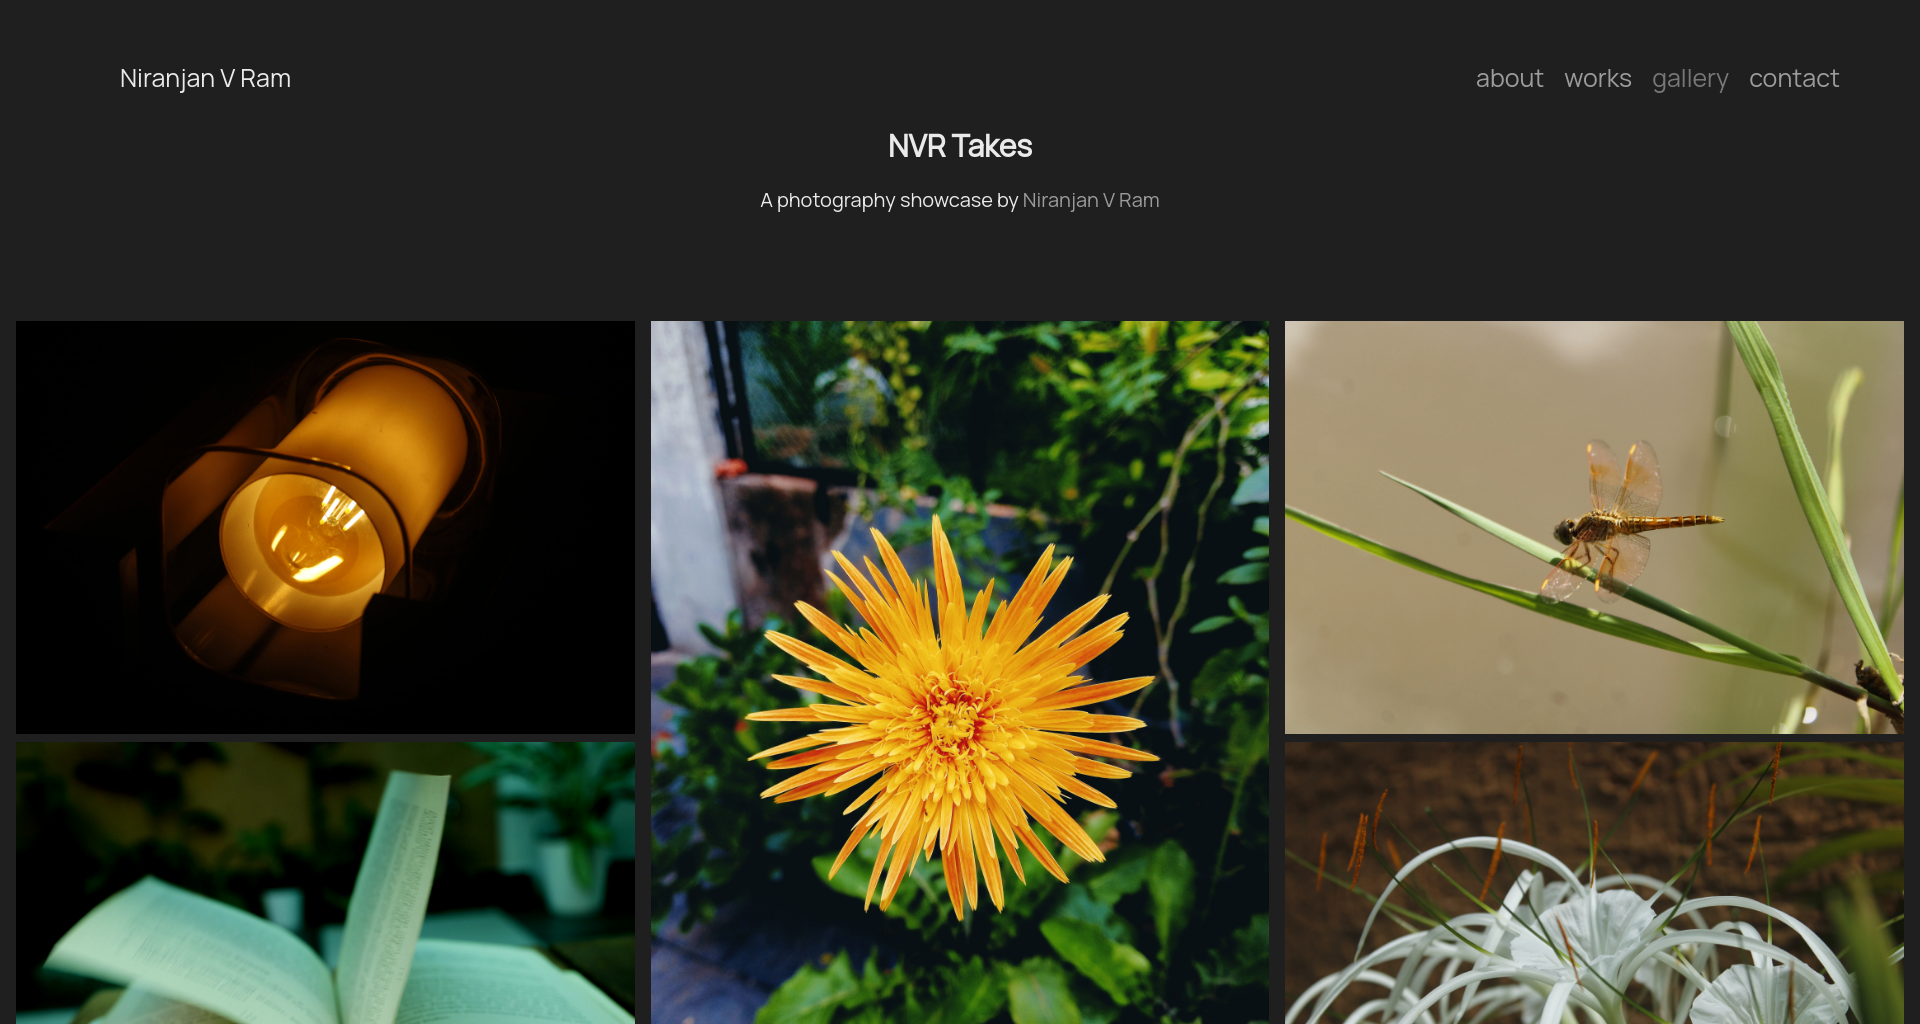 Niranjan V Ram
about works gallery contact
NVR Takes
A photography showcase by Niranjan V Ram